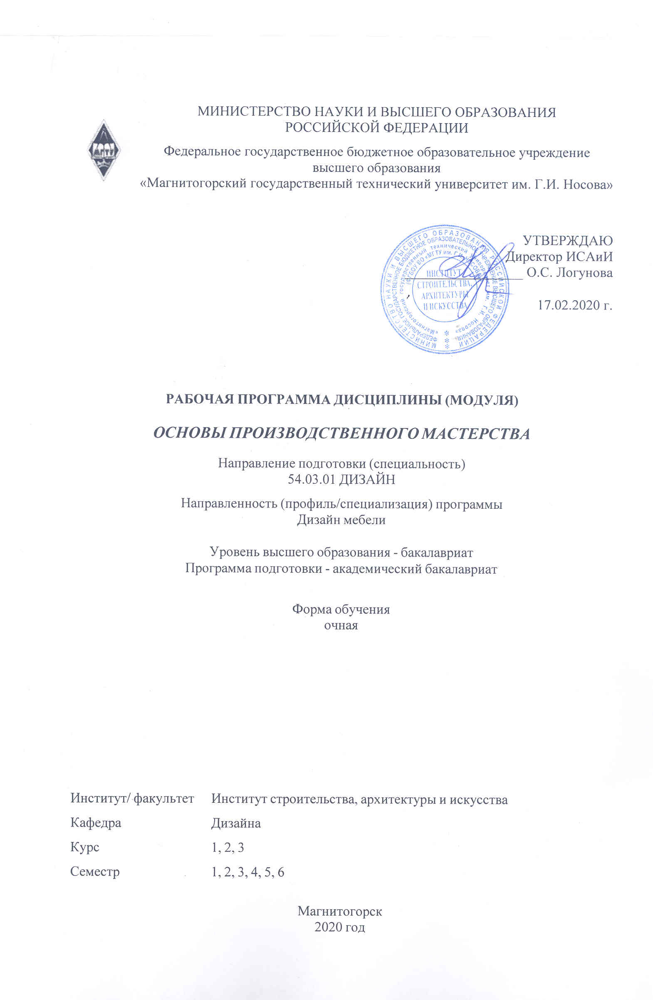 МИНИСТЕРСТВО НАУКИ И ВЫСШЕГО ОБРАЗОВАНИЯ
РОССИЙСКОЙ ФЕДЕРАЦИИ
Федеральное государственное бюджетное образовательное учреждение
высшего образования
«Магнитогорский государственный технический университет им. Г.И. Носова»
УТВЕРЖДАЮ
Директор ИСАиИ
О.С. Логунова
17.02.2020 г.
МИНИСТЕРСТВО НАУКИ И ВЫСШЕГО ОБРАЗОВАНИЯ РОССИЙСКОЙ ФЕДЕРАЦИИ
ФЕДЕРАЛЬНОЕ ГОСУДАРСТВЕННОЕ БЮДЖЕТНОЕ ОБРАЗОВАТЕЛЬНОЕ УЧРЕЖДЕНИЕ ВЫСШЕГО ОБРАЗОВАНИЯ
«Магнитогорский государственный технический университет им. Г.И. Носова»
(ФГБОУ ВО «МГТУ им. Г.И. НОСОВА»)
ИНСТИТУТ
СТРОИТЕЛЬСТВА,
АРХИТЕКТУРЫ
И ИСКУССТВА
РАБОЧАЯ ПРОГРАММА ДИСЦИПЛИНЫ (МОДУЛЯ)
ОСНОВЫ ПРОИЗВОДСТВЕННОГО МАСТЕРСТВА
Направление подготовки (специальность)
54.03.01 ДИЗАЙН
Направленность (профиль/специализация) программы
Дизайн мебели
Уровень высшего образования - бакалавриат
Программа подготовки - академический бакалавриат
Форма обучения
очная
Институт/ факультет Институт строительства, архитектуры и искусства
Кафедра Дизайна
Курс 1, 2, 3
Семестр 1, 2, 3, 4, 5, 6
Магнитогорск
2020 год